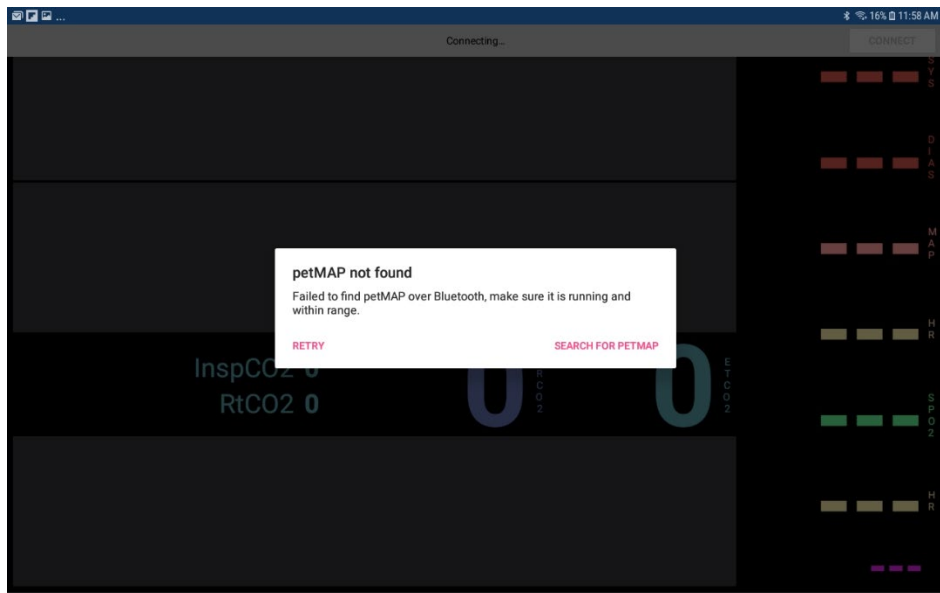 ... 16% 11:58 AM
Connecting...
CONNECT
SYS
DIAS
MAP
petMAP not found
Failed to find petMAP over Bluetooth, make sure it is running and
within range.
RETRY
SEARCH FOR PETMAP
HR
InspCO2 0
RtCO2 0
0
RCO2
0
ETCO2
SPO2
HR